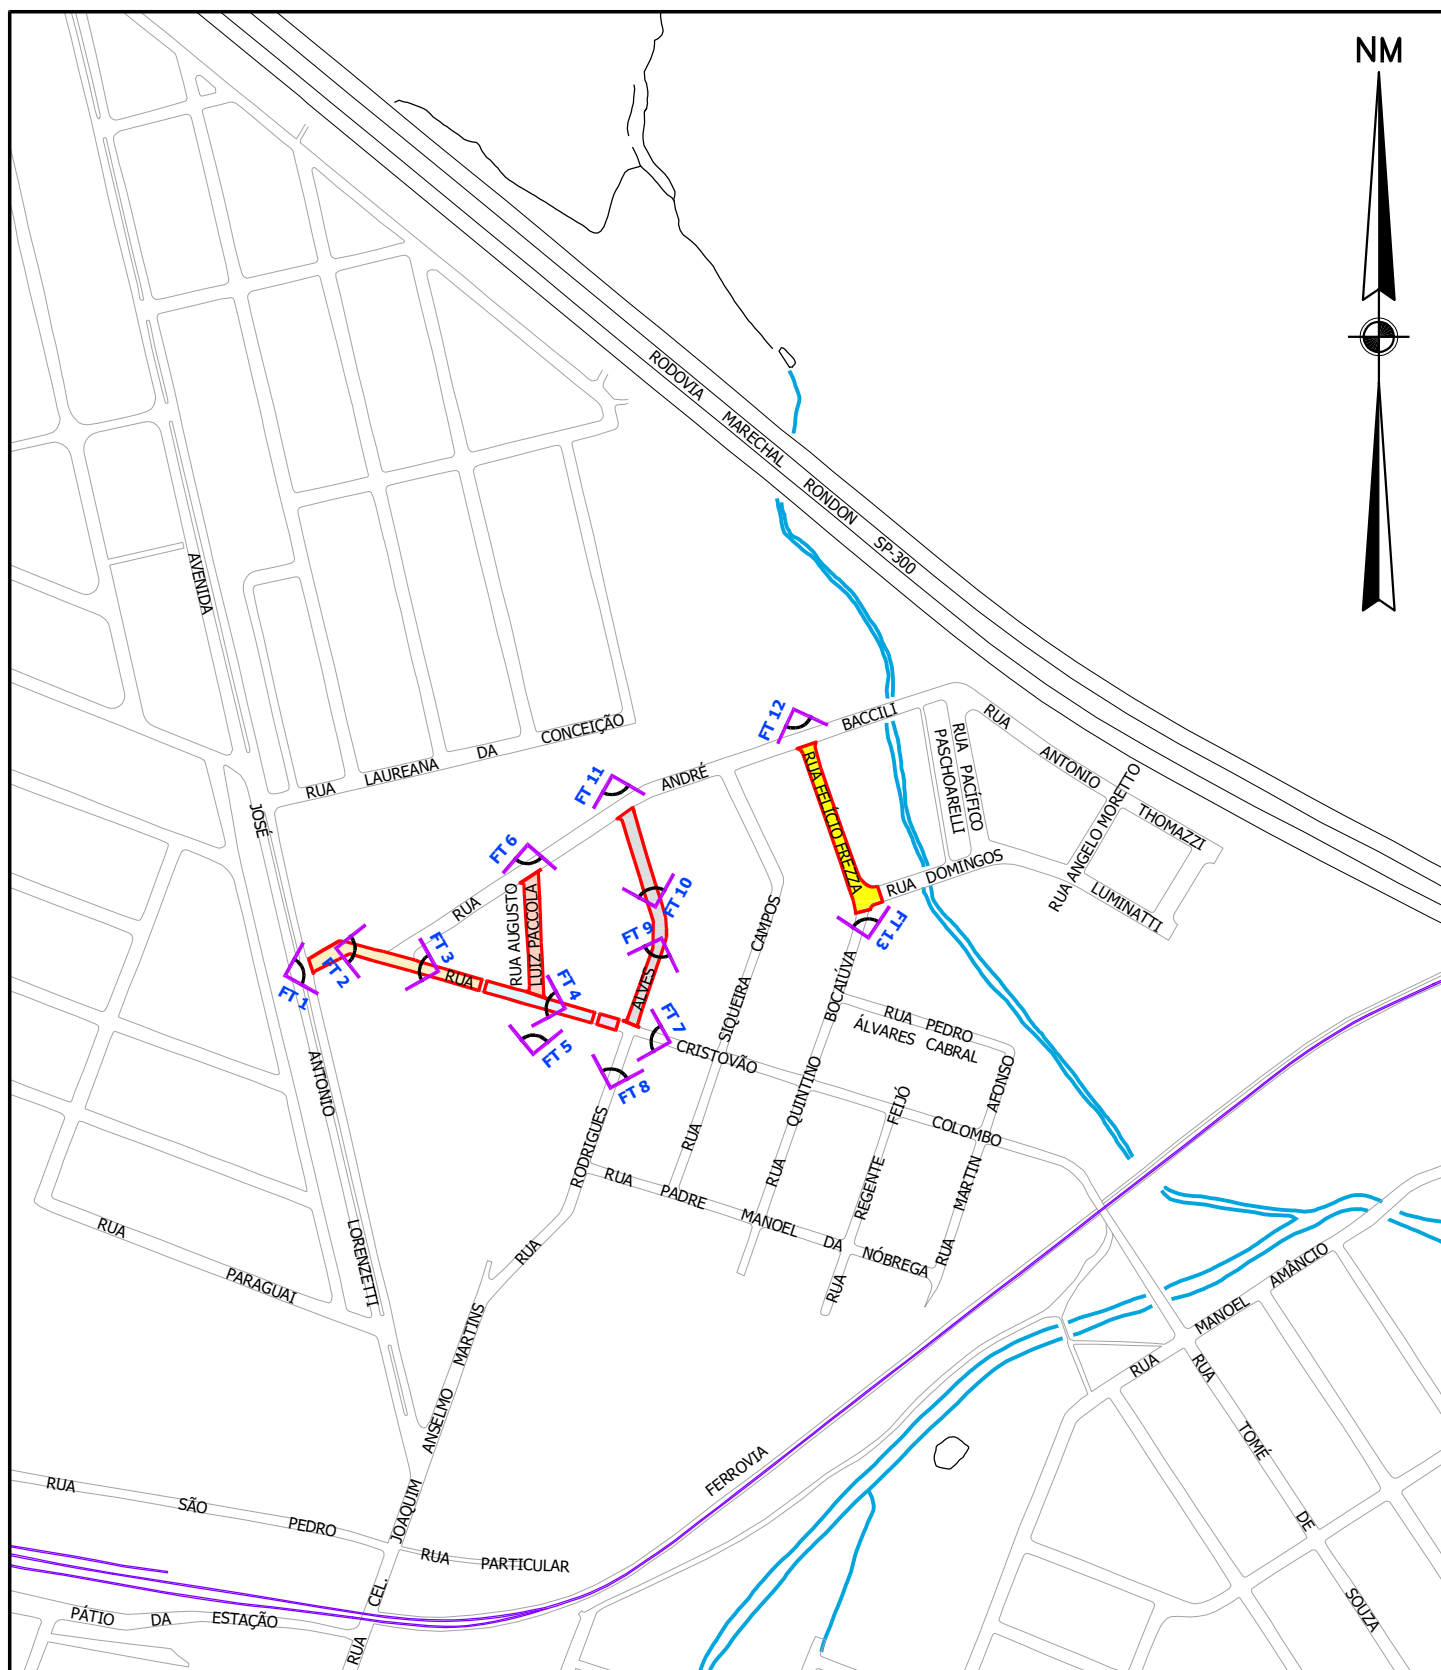 NM
RODOVIA MARECHAL RONDON SP-300
AVENIDA JOSÉ ANTONIO LORENZETTI
RUA LAUREANA DA CONCEIÇÃO
RUA ANDRÉ BACCILI
FT 12
FT 11
FT 6
RUA FELÍCIO FREZZA
RUA PACÍFICO
PASCHOARELLI
RUA ANTONIO THOMAZZI
RUA ANGELO MORETTO
RUA DOMINGOS LUMINATTI
RUA AUGUSTO
LUIZ PACCOLA
FT 10
FT 9
FT 13
FT 3
FT 2
FT 1
FT 4
FT 5
FT 7
FT 8
RUA CRISTOVÃO COLOMBO
RUA RODRIGUES ALVES
RUA SIQUEIRA CAMPOS
RUA QUINTINO BOCAIÚVA
RUA PEDRO
ÁLVARES CABRAL
RUA REGENTE FEIJÓ
RUA MARTIN AFONSO
RUA PADRE MANOEL DA NÓBREGA
RUA PARAGUAI
RUA CEL. JOAQUIM ANSELMO MARTINS
RUA MANOEL AMÂNCIO
RUA TOMÉ DE SOUZA
FERROVIA
RUA SÃO PEDRO
RUA PARTICULAR
PÁTIO DA ESTAÇÃO